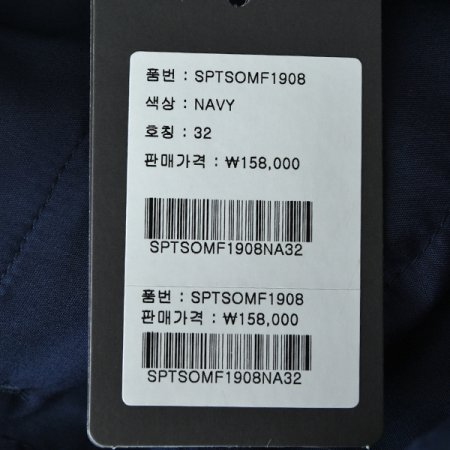 품번 : SPTSOMF1908
색상 : NAVY
호칭 : 32
판매가격 : ₩158,000
SPTSOMF1908NA32
품번 : SPTSOMF1908
판매가격 : ₩158,000
SPTSOMF1908NA32